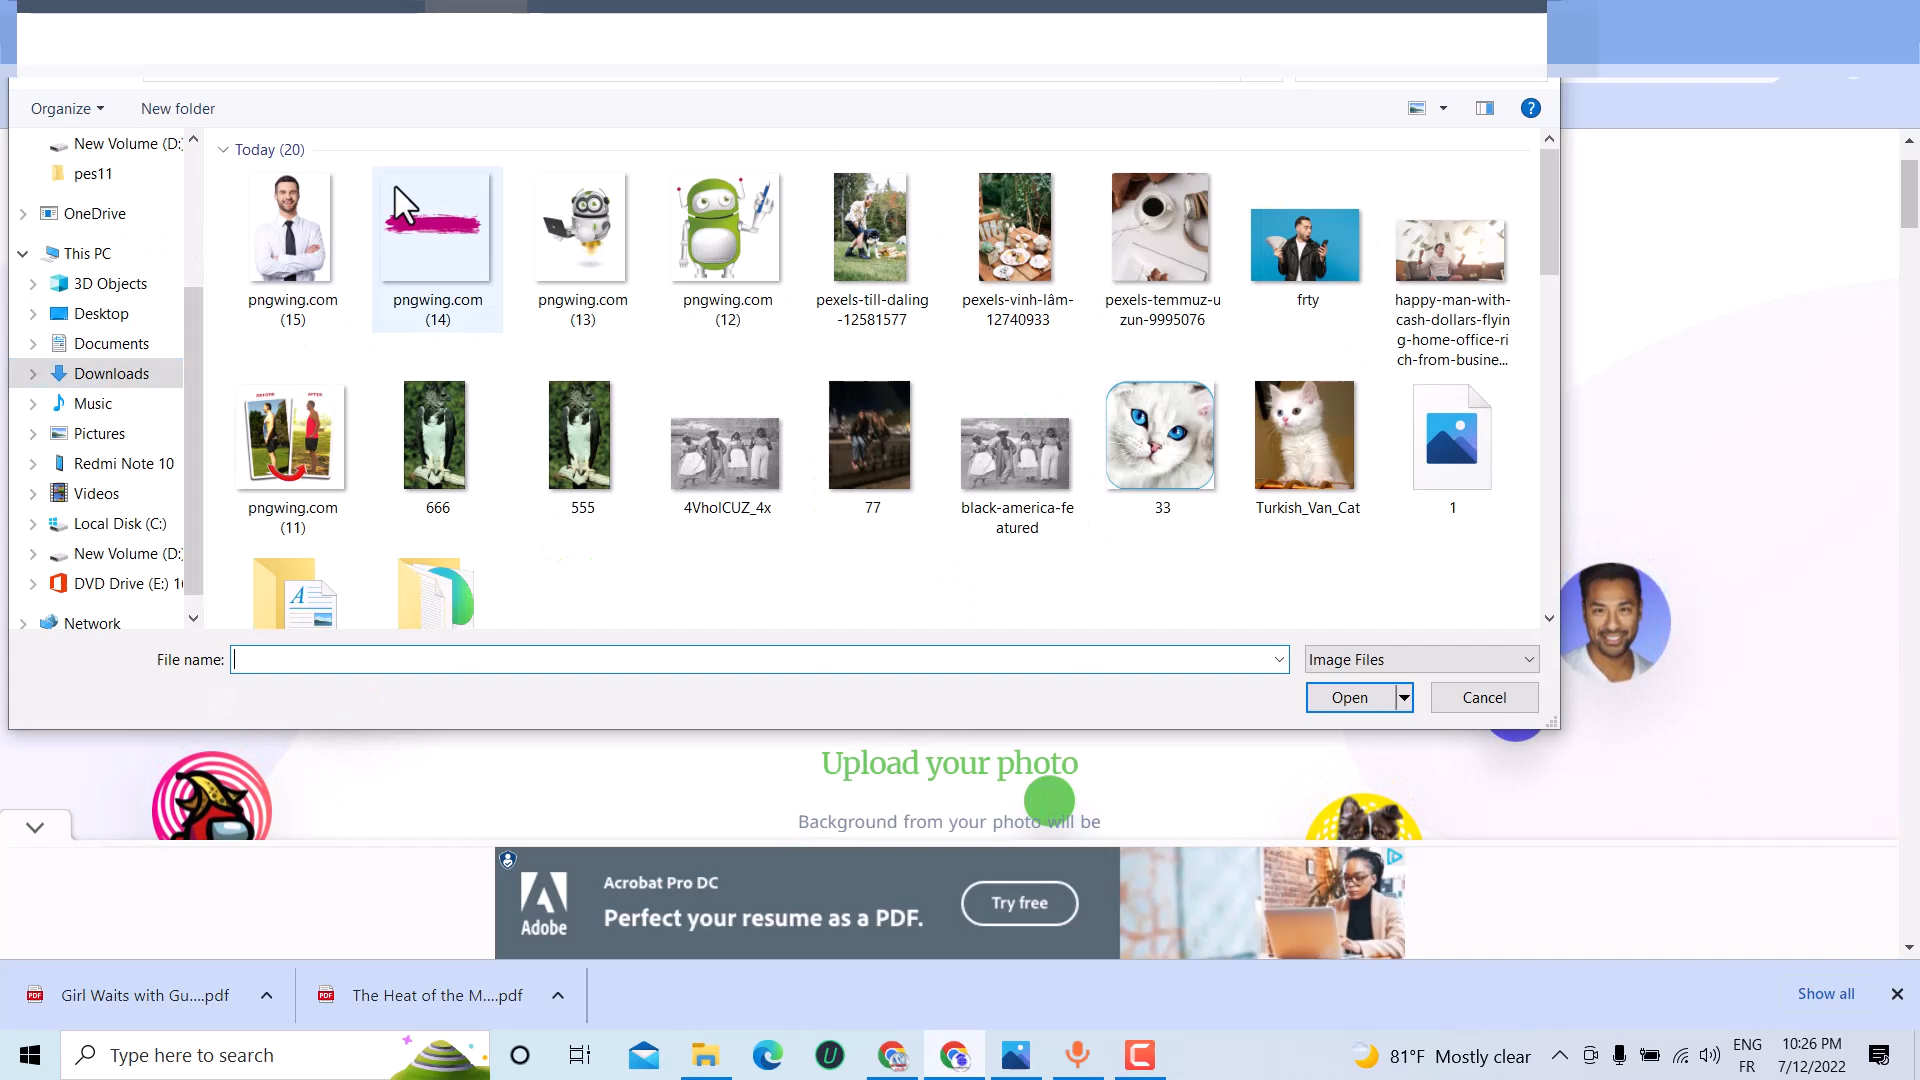 Organize
New folder
?
New Volume (D:
pes11
OneDrive
This PC
3D Objects
Desktop
Documents
Downloads
Music
Pictures
Redmi Note 10
Videos
Local Disk (C:)
New Volume (D:
DVD Drive (E:) 16
Network
Today (20)
pngwing.com
(15)
pngwing.com
(14)
pngwing.com
(13)
pngwing.com
(12)
pexels-till-daling
-12581577
pexels-vinh-lâm-
12740933
pexels-temmuz-u
zun-9995076
frty
happy-man-with-
cash-dollars-flyin
g-home-office-ri
ch-from-busine...
BEFORE
AFTER
pngwing.com
(11)
666
555
4VhoICUZ_4x
77
black-america-fe
atured
33
Turkish_Van_Cat
1
A
File name:
Image Files
Open
Cancel
Upload your photo
Background from your photo will be
Adobe
Acrobat Pro DC
Perfect your resume as a PDF.
Try free
PDF
Girl Waits with Gu....pdf
PDF
The Heat of the M....pdf
Show all
Type here to search
U
81°F Mostly clear
ENG
FR
10:26 PM
7/12/2022